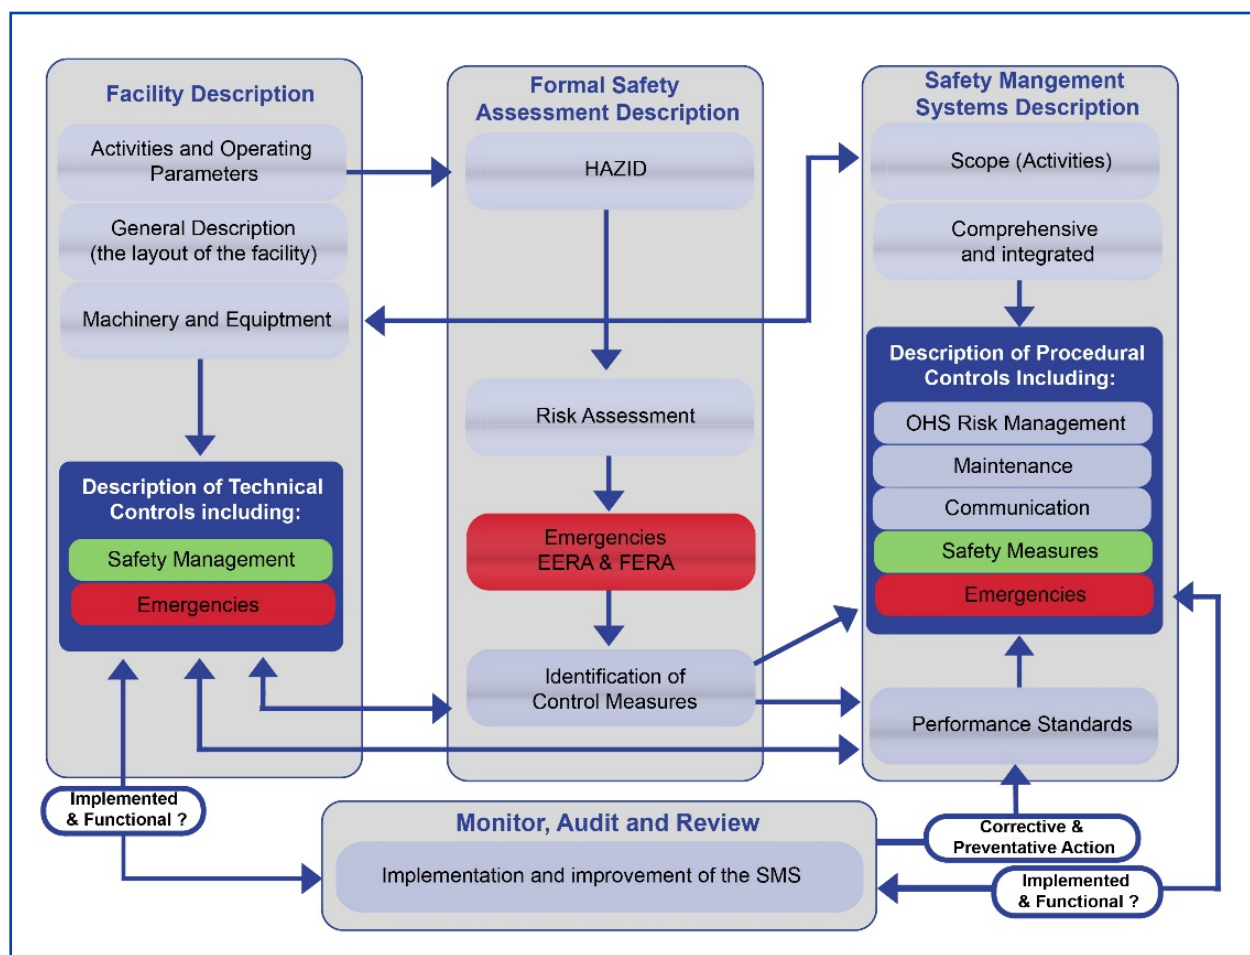 Facility Description
Activities and Operating
Parameters
General Description
(the layout of the facility)
Machinery and Equiptment
Description of Technical
Controls including:
Safety Management
Emergencies
Formal Safety
Assessment Description
HAZID
Risk Assessment
Emergencies
EERA & FERA
Identification of
Control Measures
Safety Mangement
Systems Description
Scope (Activities)
Comprehensive
and integrated
Description of Procedural
Controls Including:
OHS Risk Management
Maintenance
Communication
Safety Measures
Emergencies
Performance Standards
Implemented
& Functional ?
Monitor, Audit and Review
Implementation and improvement of the SMS
Corrective &
Preventative Action
Implemented
& Functional ?